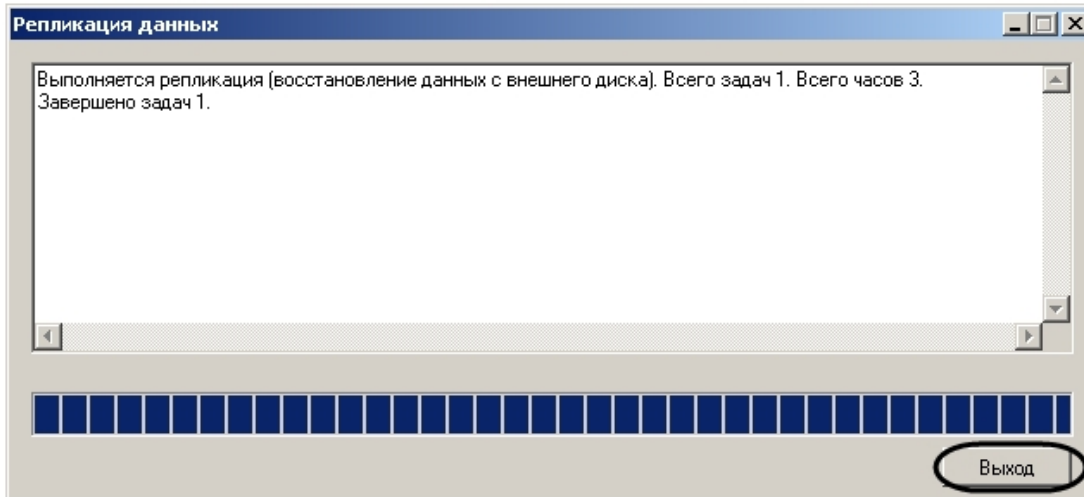 Репликация данных
Выполняется репликация (восстановление данных с внешнего диска). Всего задач 1. Всего часов 3.
Завершено задач 1.
Выход